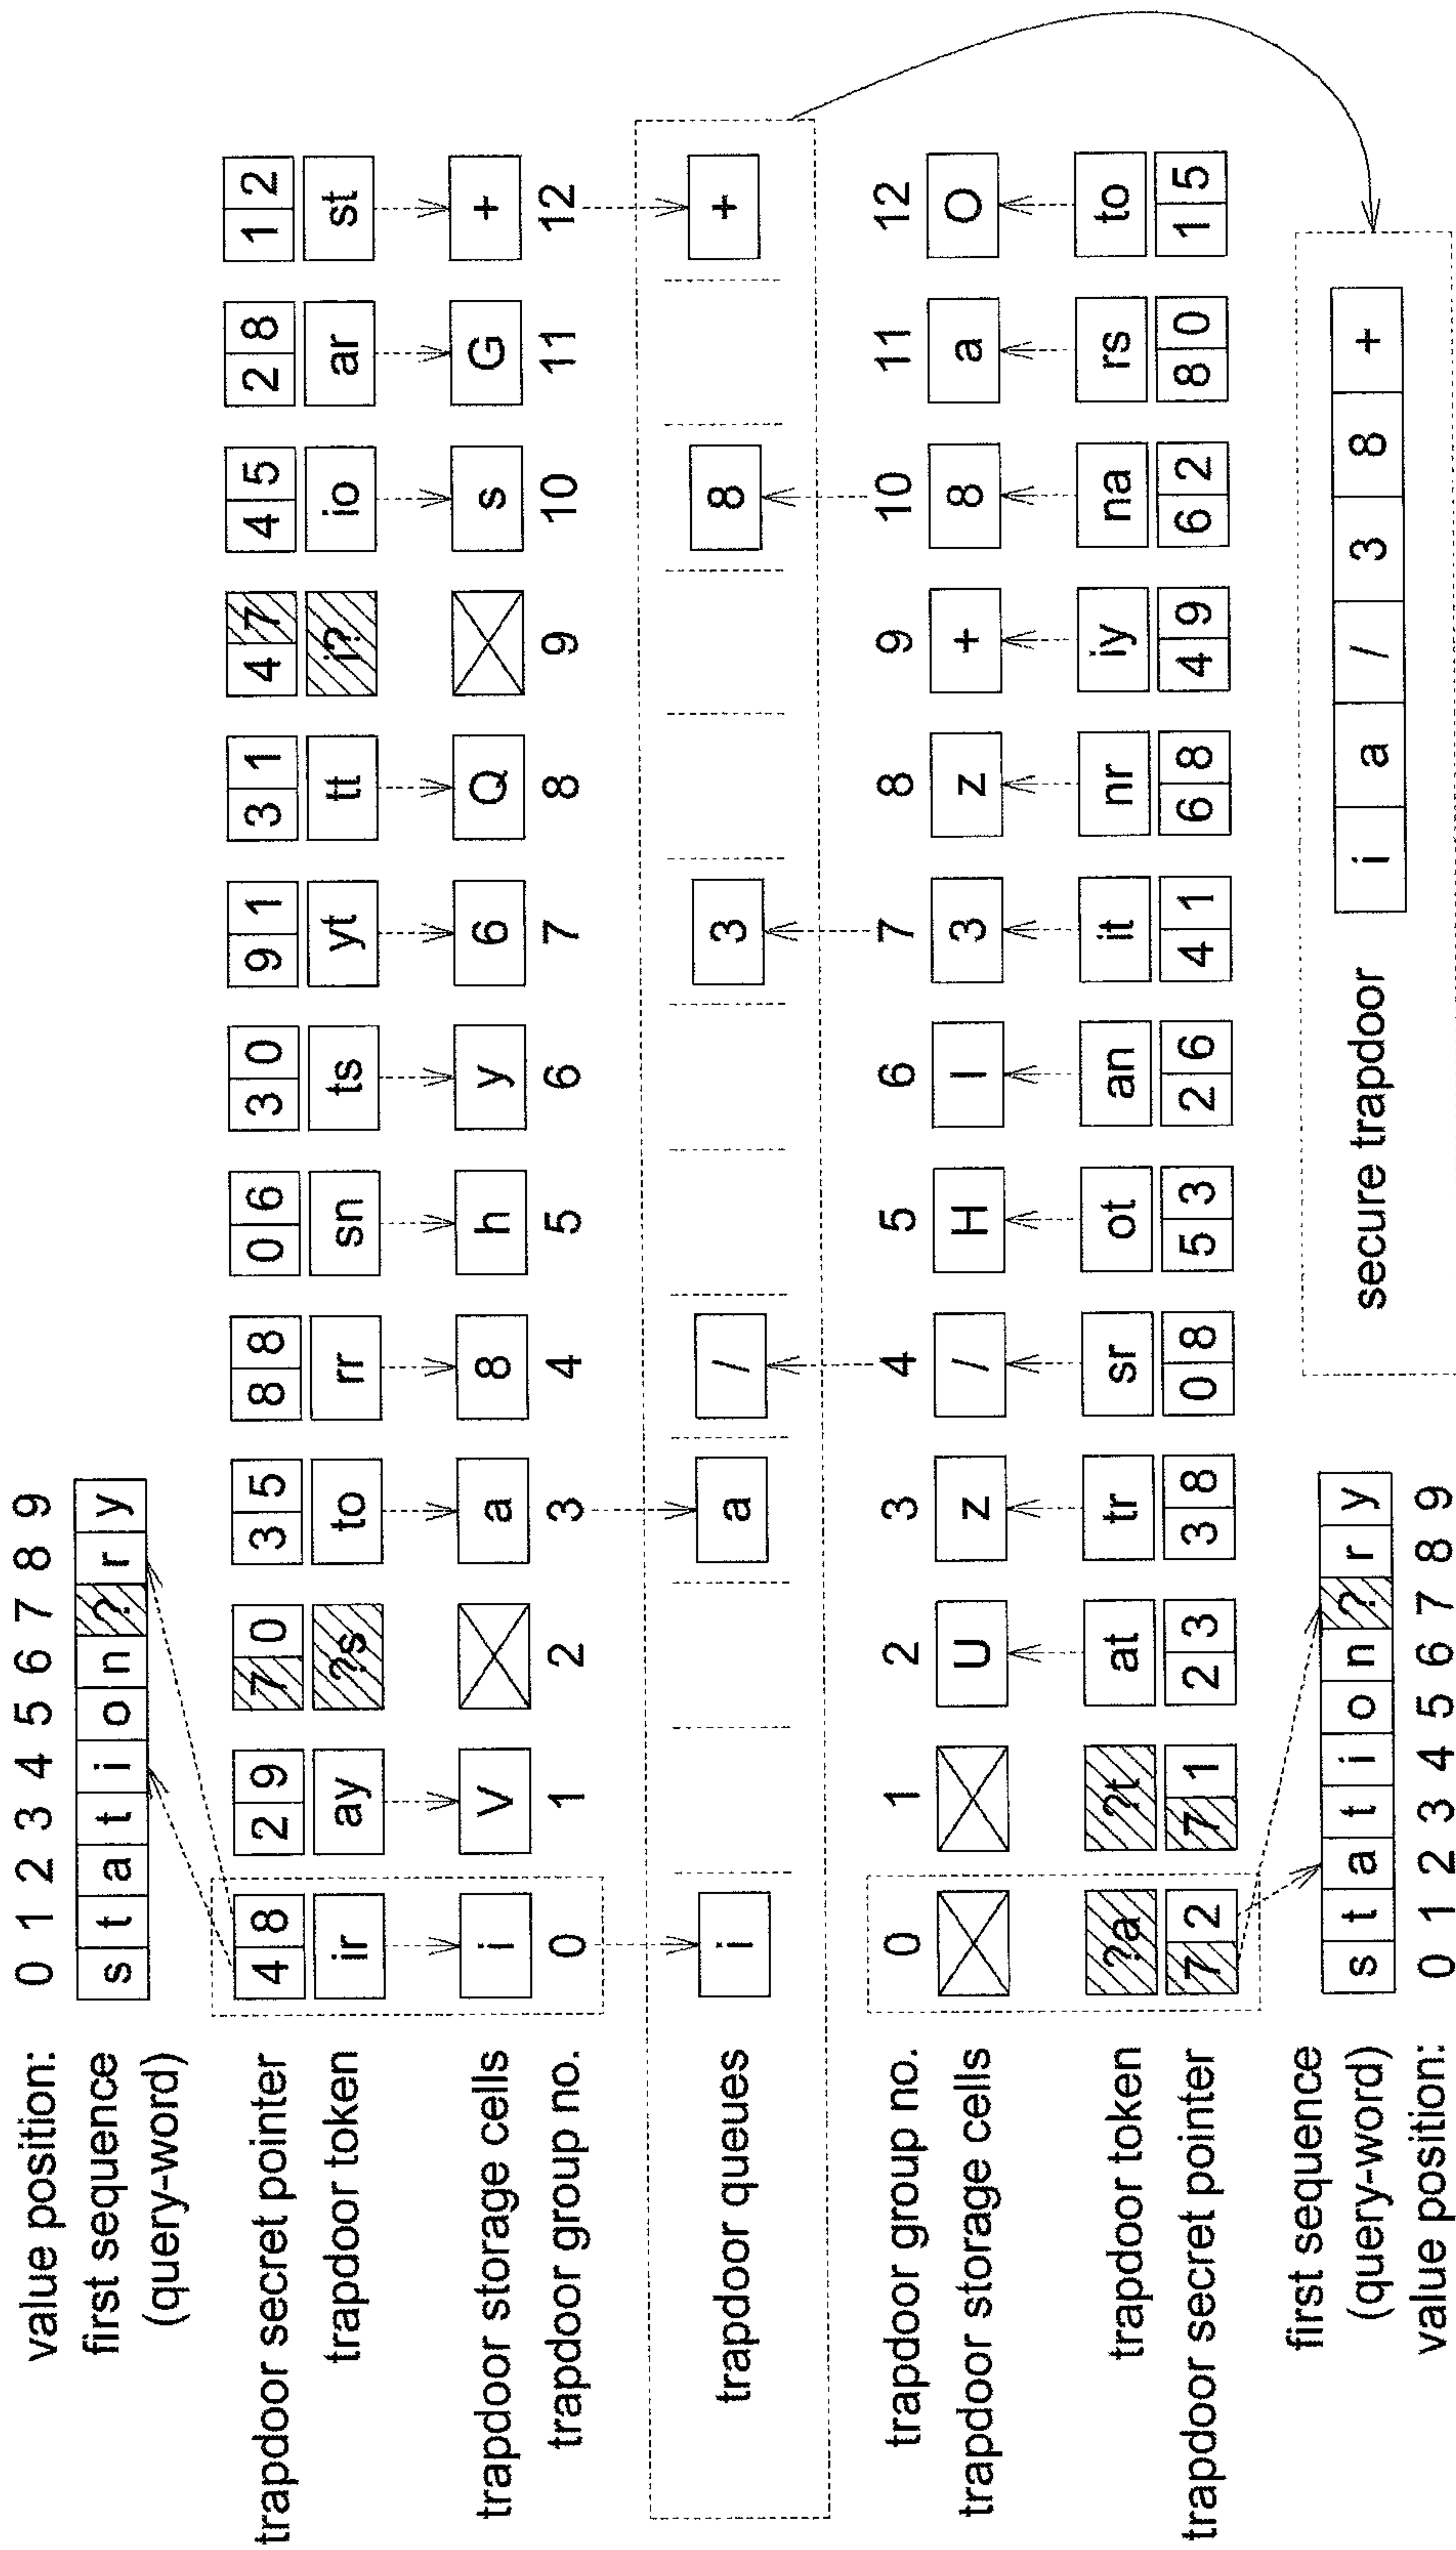 value position: 0 1 2 3 4 5 6 7 8 9
first sequence s t a t i o n ? r y
(query-word)
trapdoor secret pointer 4 8 2 9 7 0 3 5 8 8 0 6 3 0 9 1 3 1 4 7 4 5 2 8 1 2
trapdoor token ir ay ?s to rr sn ts yt tt i? io ar st
trapdoor storage cells i V a 8 h y 6 Q s G +
trapdoor group no. 0 1 2 3 4 5 6 7 8 9 10 11 12
trapdoor queues i a / 3 8 +
trapdoor group no. 0 1 2 3 4 5 6 7 8 9 10 11 12
trapdoor storage cells U z / H I 3 z + 8 a O
trapdoor token ?a ?t at tr sr ot an it nr iy na rs to
trapdoor secret pointer 7 2 7 1 2 3 3 8 0 8 5 3 2 6 4 1 6 8 4 9 6 2 8 0 1 5
first sequence s t a t i o n ? r y
(query-word)
value position: 0 1 2 3 4 5 6 7 8 9
secure trapdoor i a / 3 8 +